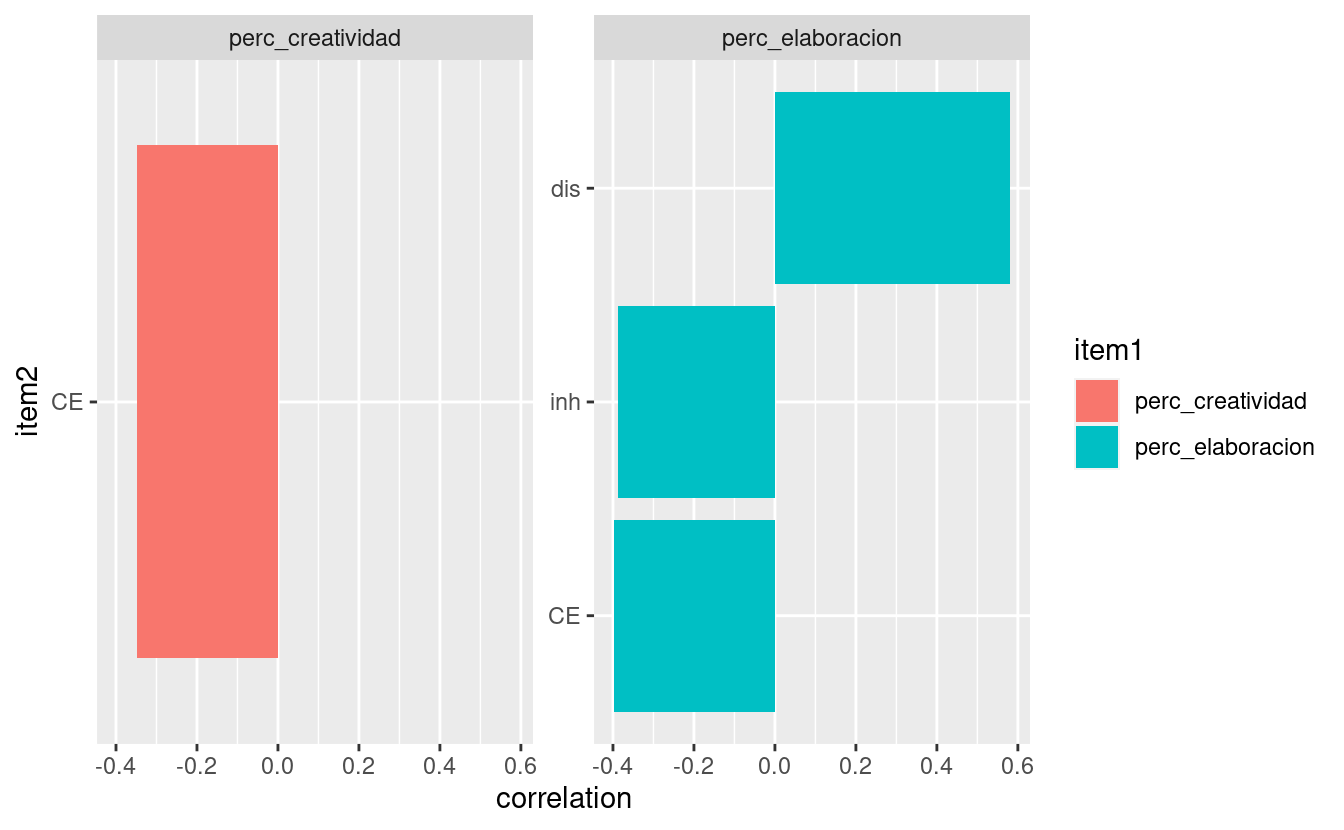 perc_creatividad
perc_elaboracion
item2
CE
dis
inh
CE
-0.4 -0.2 0.0 0.2 0.4 0.6
-0.4 -0.2 0.0 0.2 0.4 0.6
correlation
item1
perc_creatividad
perc_elaboracion